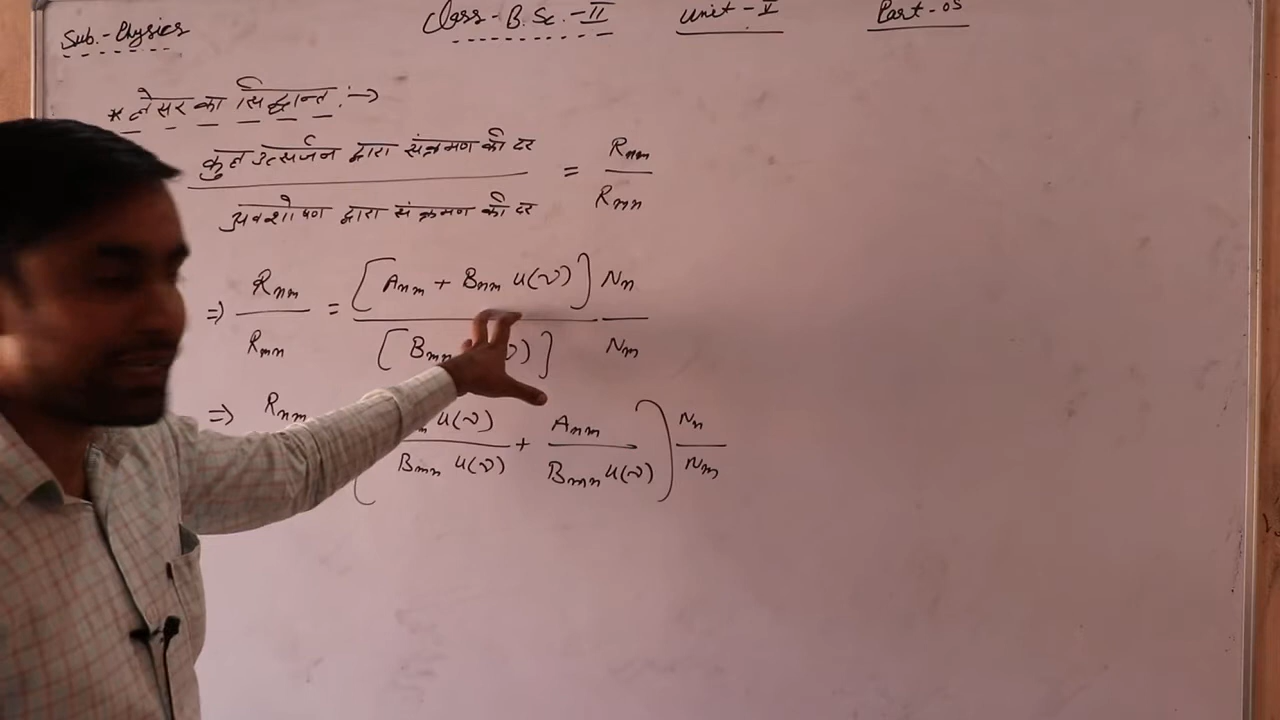 Sub.- Physics Class- B.Sc.-II Unit-V Part-05
* लेसर का सिद्धान्त :→
कुल उत्सर्जन द्वारा संक्रमण की दर / अवशोषण द्वारा संक्रमण की दर = Rnm / Rmn
⇒ Rnm / Rmn = [Anm + Bnm u(ν)] Nn / [Bmn ν)] Nm
⇒ Rnm u(ν) / Bmn u(ν) + Anm / Bmn u(ν) ) Nn / Nm